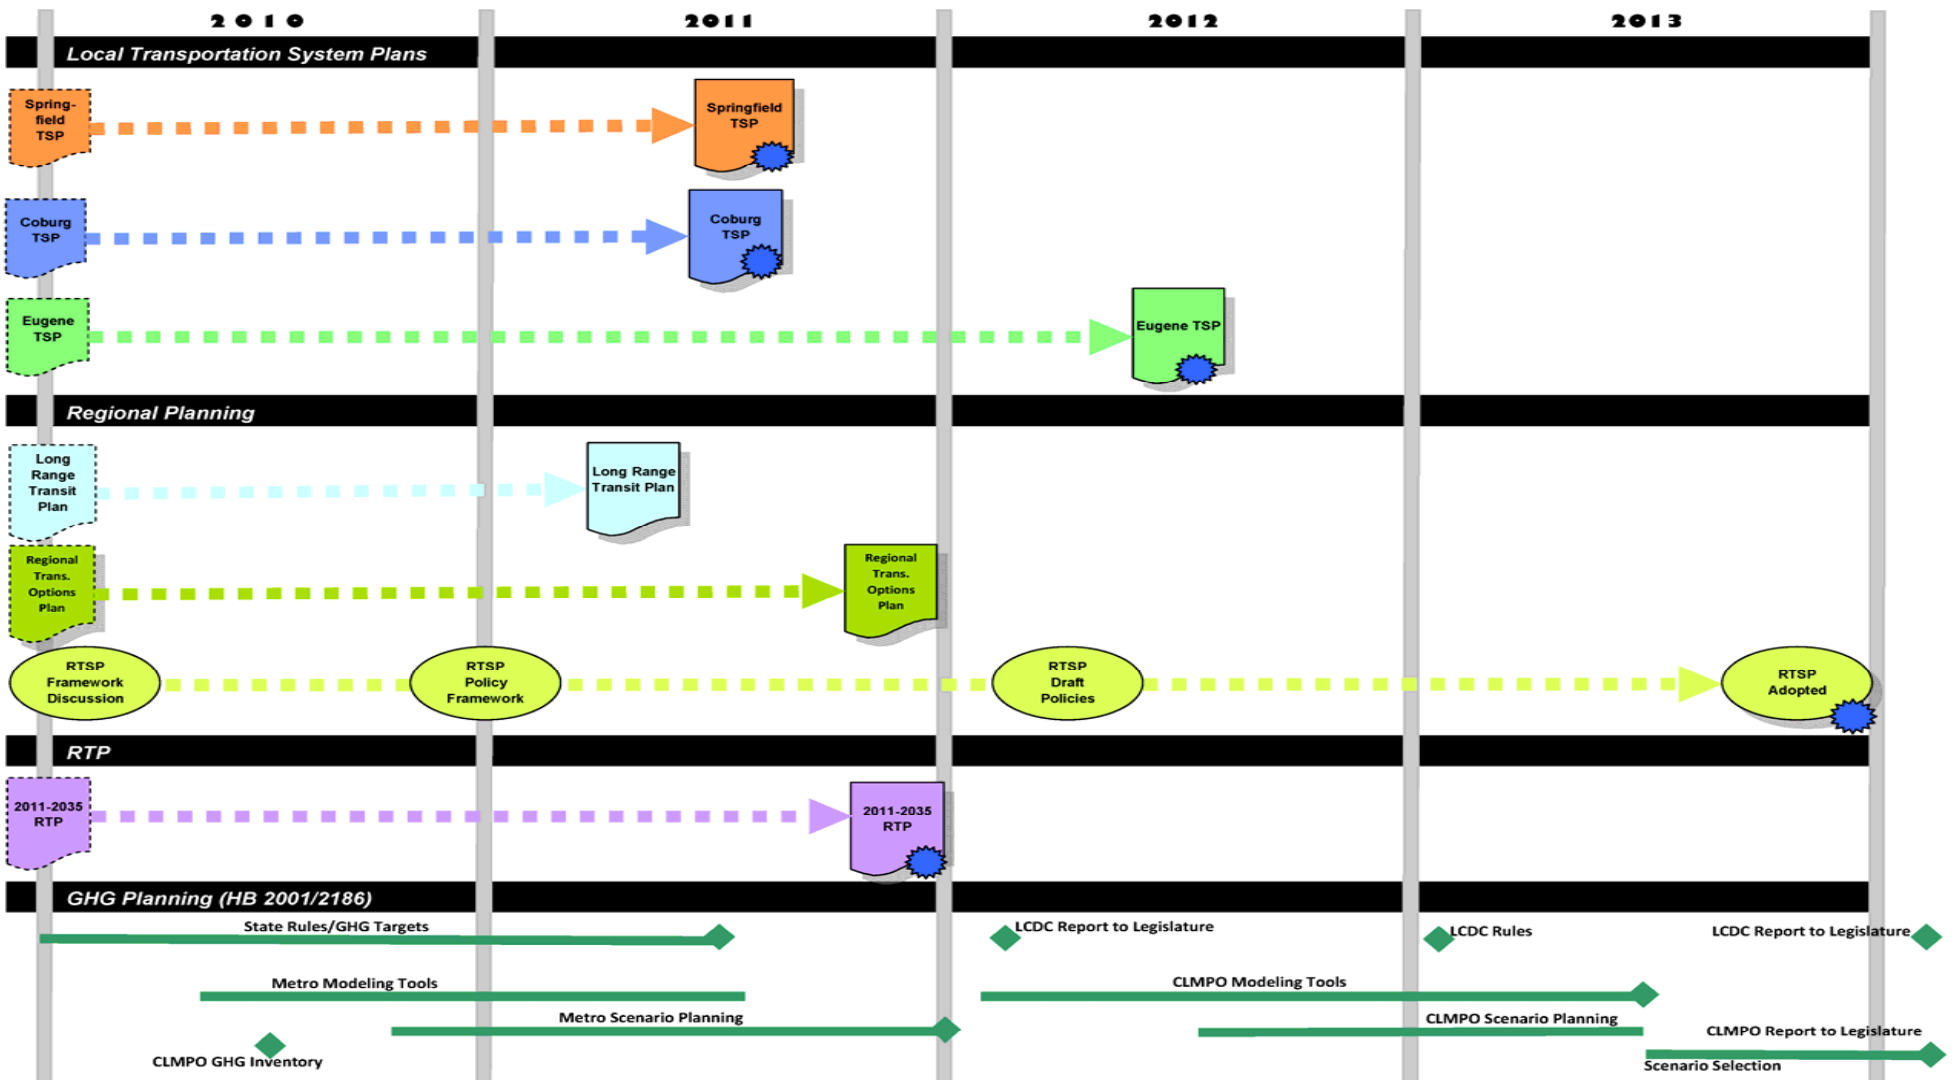 2010 2011 2012 2013
Local Transportation System Plans
Spring-
field
TSP
Springfield
TSP
Coburg
TSP
Coburg
TSP
Eugene
TSP
Eugene TSP
Regional Planning
Long
Range
Transit
Plan
Long Range
Transit Plan
Regional
Trans.
Options
Plan
Regional
Trans.
Options
Plan
RTSP
Framework
Discussion
RTSP
Policy
Framework
RTSP
Draft
Policies
RTSP
Adopted
RTP
2011-2035
RTP
2011-2035
RTP
GHG Planning (HB 2001/2186)
State Rules/GHG Targets
LCDC Report to Legislature
LCDC Rules
LCDC Report to Legislature
Metro Modeling Tools
CLMPO Modeling Tools
Metro Scenario Planning
CLMPO Scenario Planning
CLMPO Report to Legislature
CLMPO GHG Inventory
Scenario Selection